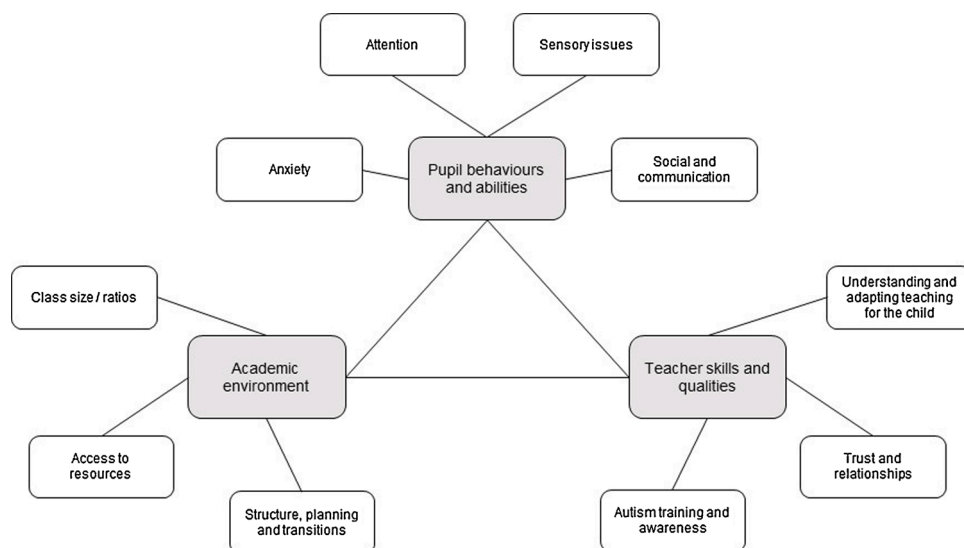 Attention
Sensory issues
Anxiety
Pupil behaviours
and abilities
Social and
communication
Class size / ratios
Understanding and
adapting teaching
for the child
Academic
environment
Teacher skills and
qualities
Access to
resources
Trust and
relationships
Structure, planning
and transitions
Autism training and
awareness